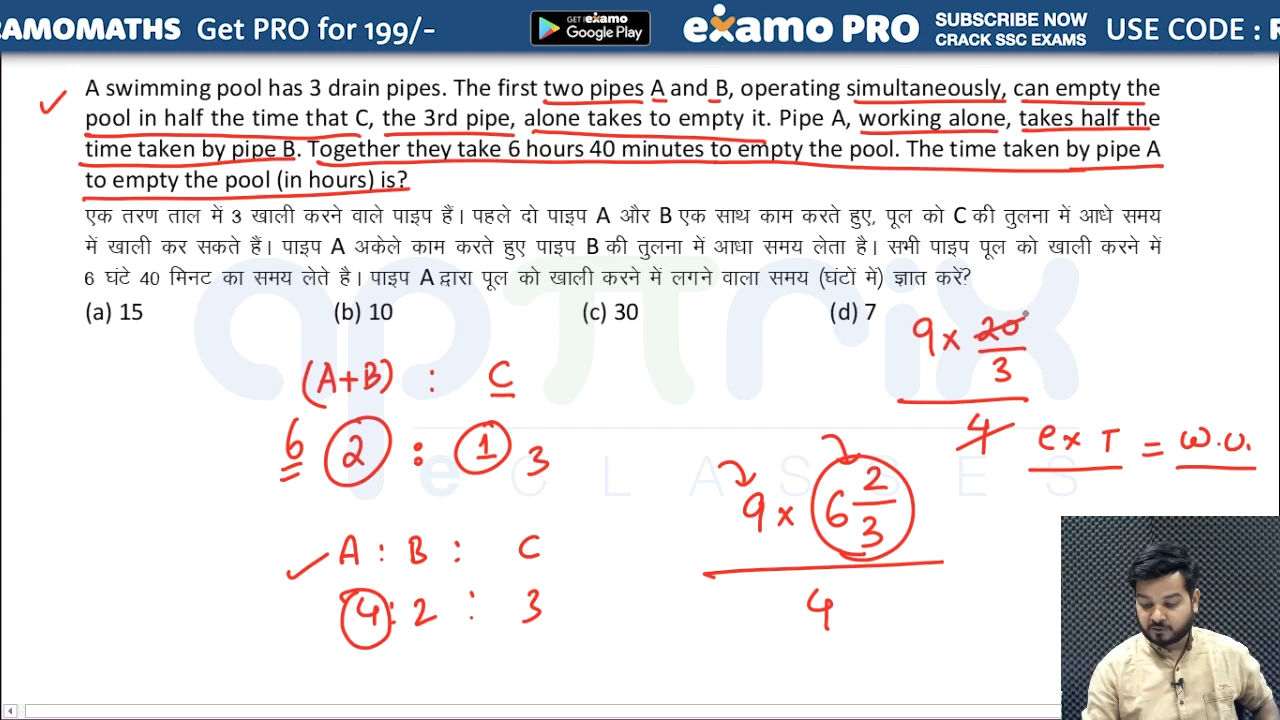 RAMOMATHS Get PRO for 199/- GET IT examo Google Play examo PRO SUBSCRIBE NOW CRACK SSC EXAMS USE CODE : R
A swimming pool has 3 drain pipes. The first two pipes A and B, operating simultaneously, can empty the
pool in half the time that C, the 3rd pipe, alone takes to empty it. Pipe A, working alone, takes half the
time taken by pipe B. Together they take 6 hours 40 minutes to empty the pool. The time taken by pipe A
to empty the pool (in hours) is?
एक तरण ताल में 3 खाली करने वाले पाइप हैं। पहले दो पाइप A और B एक साथ काम करते हुए, पूल को C की तुलना में आधे समय
में खाली कर सकते हैं। पाइप A अकेले काम करते हुए पाइप B की तुलना में आधा समय लेता है। सभी पाइप पूल को खाली करने में
6 घंटे 40 मिनट का समय लेते है। पाइप A द्वारा पूल को खाली करने में लगने वाला समय (घंटों में) ज्ञात करें?
(a) 15 (b) 10 (c) 30 (d) 7
9 × 20/3
4
(A+B) : C
6 2 : 1 3
e × T = w.v.
9 × 6 2/3
4
A : B : C
4 : 2 : 3
apπrix
e CLASSES